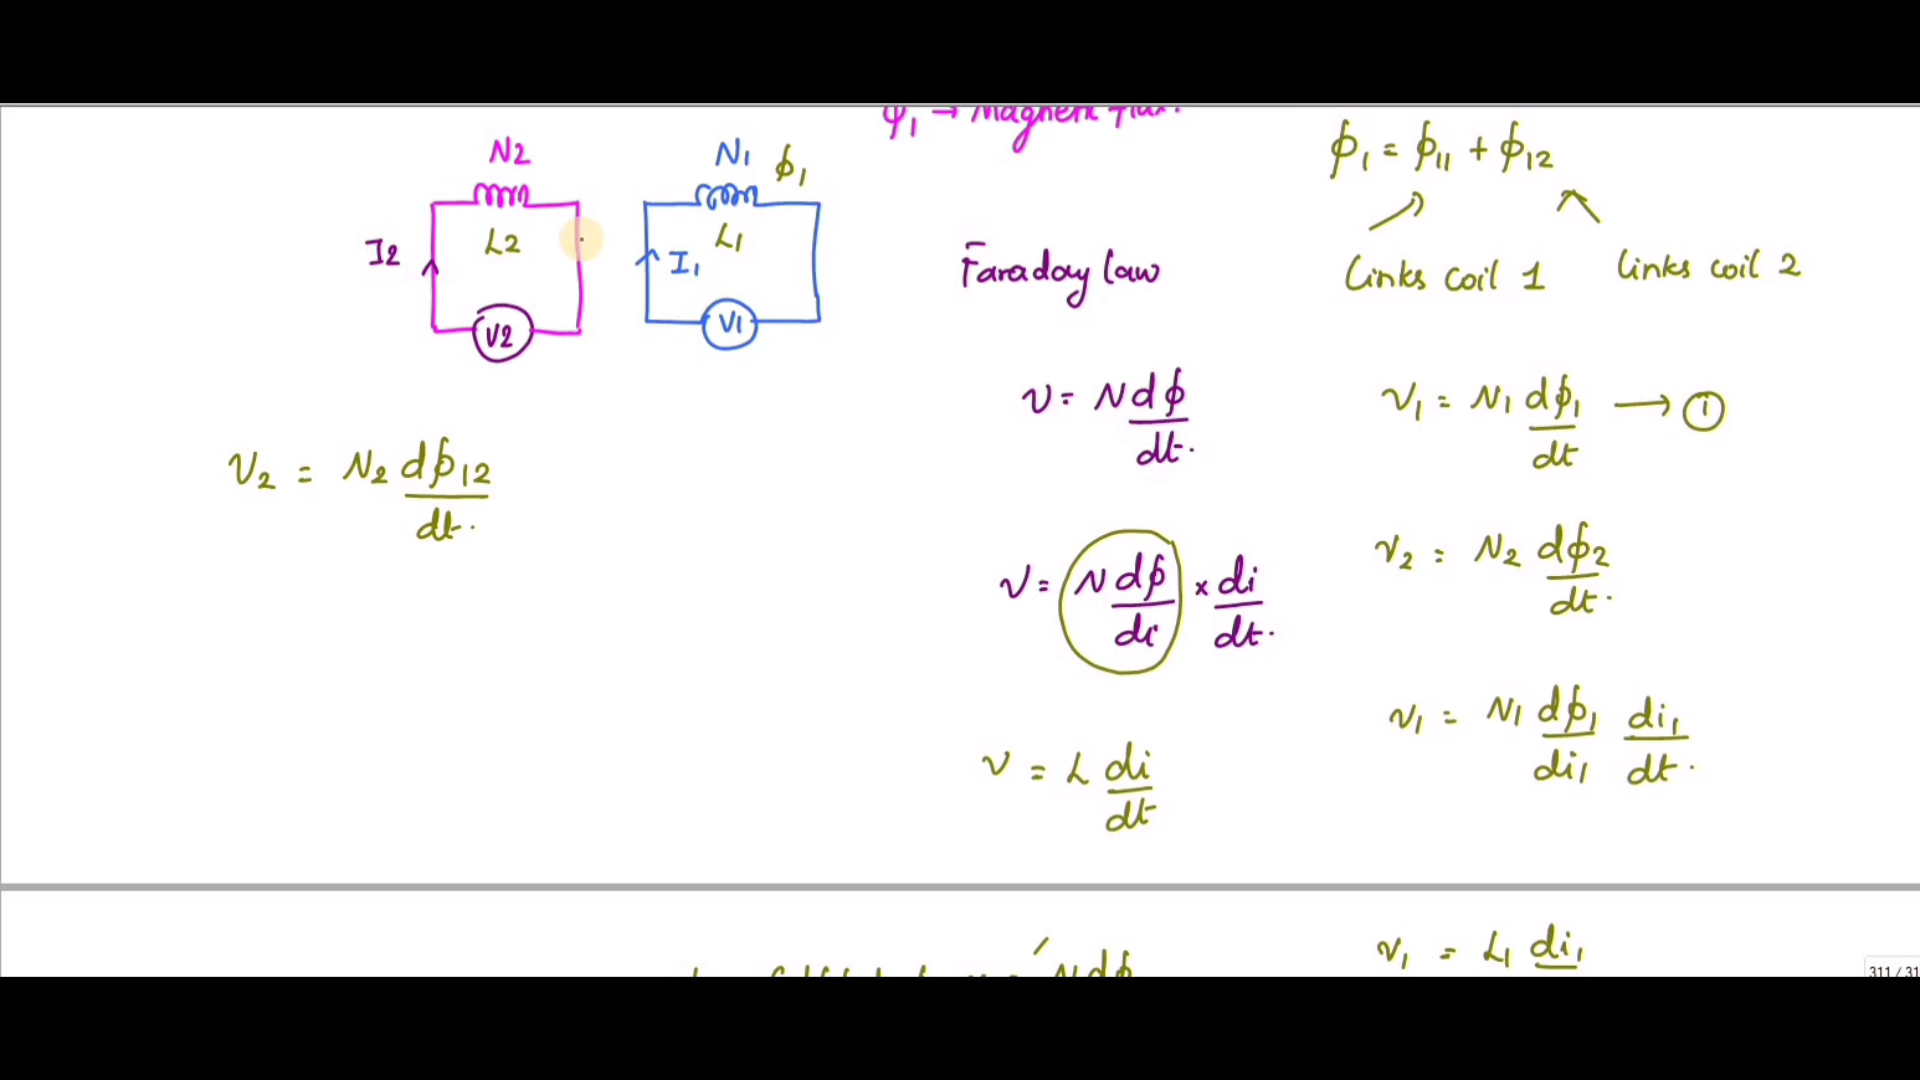 φ1 → Magnetic flux.
N2
L2
I2
V2
N1 φ1
L1
I1
V1
V2 = N2 dφ12
dt.
Faraday law
v = N dφ
dt.
v = N dφ × di
di dt.
v = L di
dt
φ1 = φ11 + φ12
Links coil 1 links coil 2
v1 = N1 dφ1 → ①
dt
v2 = N2 dφ2
dt.
v1 = N1 dφ1 di1
di1 dt.
v1 = L1 di1
N dφ